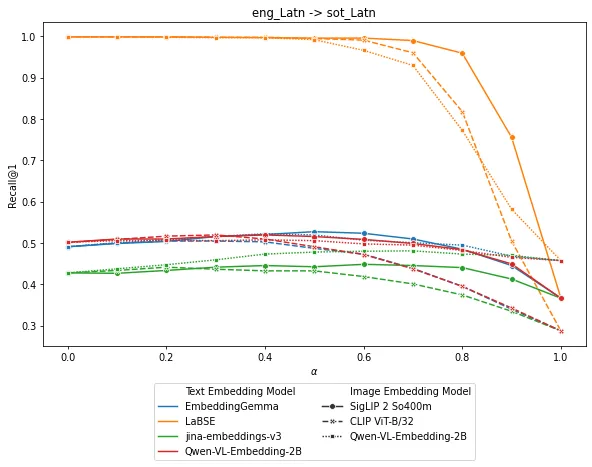 eng_Latn -> sot_Latn
Recall@1
1.0
0.9
0.8
0.7
0.6
0.5
0.4
0.3
0.0 0.2 0.4 0.6 0.8 1.0
α
Text Embedding Model
EmbeddingGemma
LaBSE
jina-embeddings-v3
Qwen-VL-Embedding-2B
Image Embedding Model
SigLIP 2 So400m
CLIP ViT-B/32
Qwen-VL-Embedding-2B